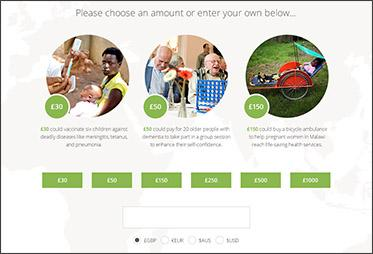 Please choose an amount or enter your own below...
£30
£50
£150
£30 could vaccinate six children against
deadly diseases like meningitis, tetanus,
and pneumonia.
£50 could pay for 20 older people with
dementia to take part in a group session
to enhance their self-confidence.
£150 could buy a bicycle ambulance
to help pregnant women in Malawi
reach life-saving health services.
£30
£50
£150
£250
£500
£1000
£GBP
€EUR
$AUS
$USD